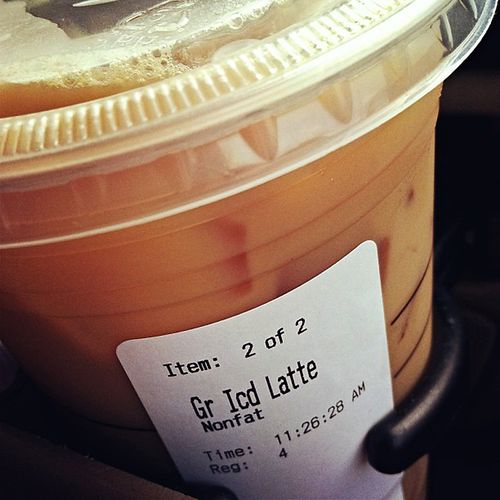 Item: 2 of 2
Gr Icd Latte
Nonfat
Time: 11:26:28 AM
Reg: 4